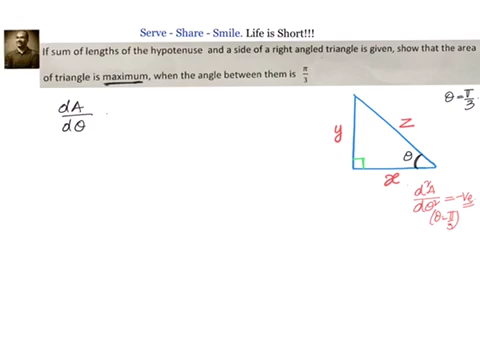 Serve - Share - Smile. Life is Short!!!
If sum of lengths of the hypotenuse and a side of a right angled triangle is given, show that the area
of triangle is maximum, when the angle between them is π/3
dA/dθ
θ = π/3
y
z
θ
x
d²A/dθ² = -ve
(θ = π/3)